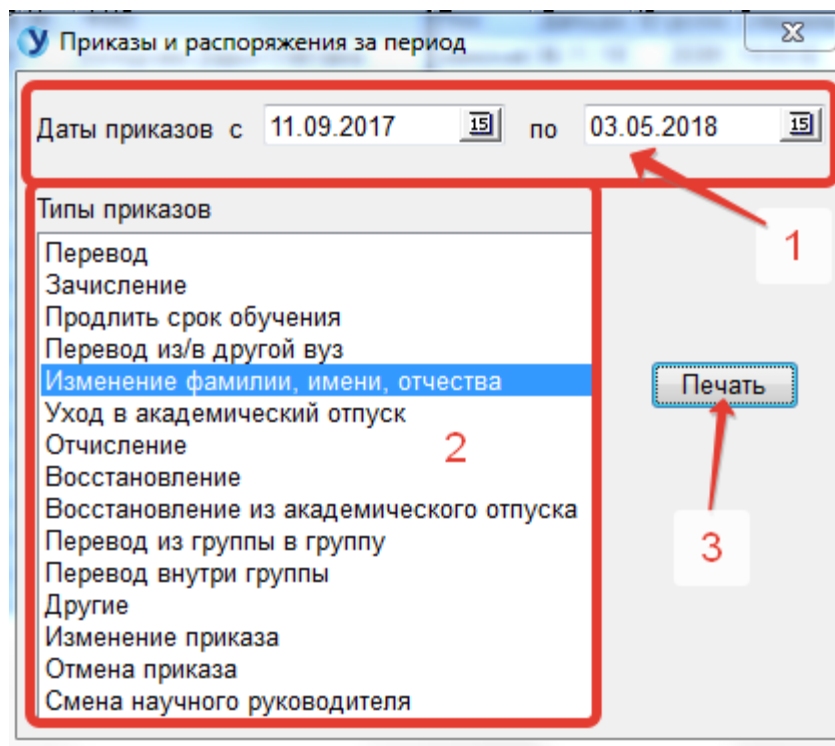 Приказы и распоряжения за период
Даты приказов с 11.09.2017 15 по 03.05.2018 15
1
Типы приказов
Перевод
Зачисление
Продлить срок обучения
Перевод из/в другой вуз
Изменение фамилии, имени, отчества
Печать
Уход в академический отпуск
Отчисление
2
Восстановление
Восстановление из академического отпуска
Перевод из группы в группу
3
Перевод внутри группы
Другие
Изменение приказа
Отмена приказа
Смена научного руководителя